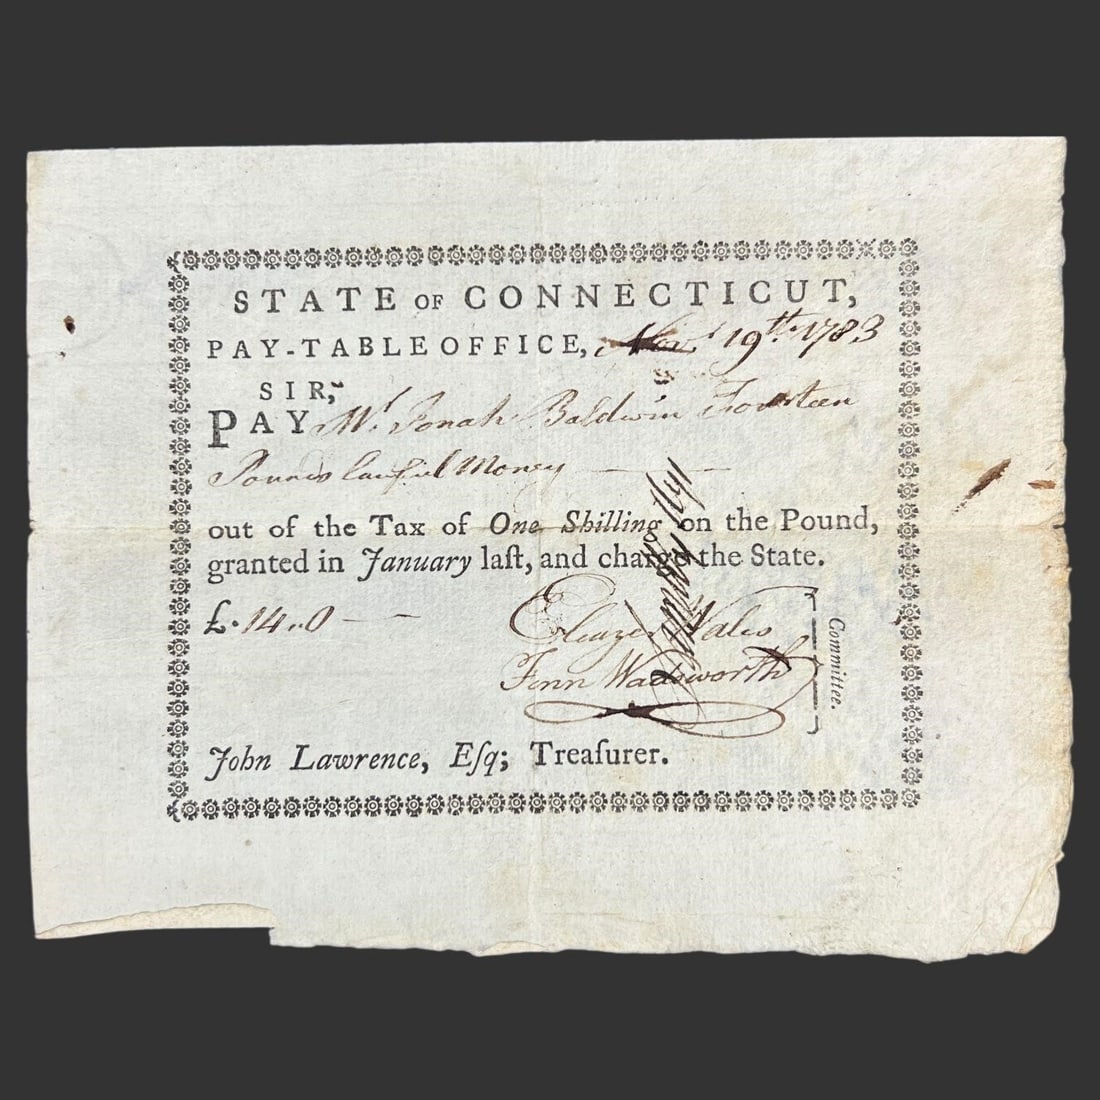 STATE OF CONNECTICUT,
PAY-TABLE OFFICE, Nov.r 19th. 1783
SIR,
PAY Mr. Jonah Baldwin Fourteen
Pounds lawful Money
out of the Tax of One Shilling on the Pound,
granted in January laſt, and charge the State.
£.14..0
Eleazer Wales
Fenn Wadsworth
Committee.
John Lawrence, Eſq; Treaſurer.